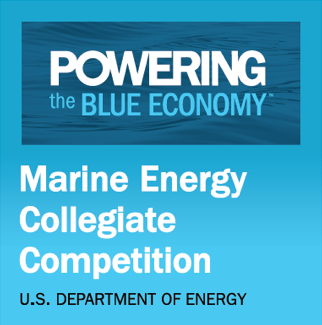 POWERING
the BLUE ECONOMY™
Marine Energy
Collegiate
Competition
U.S. DEPARTMENT OF ENERGY